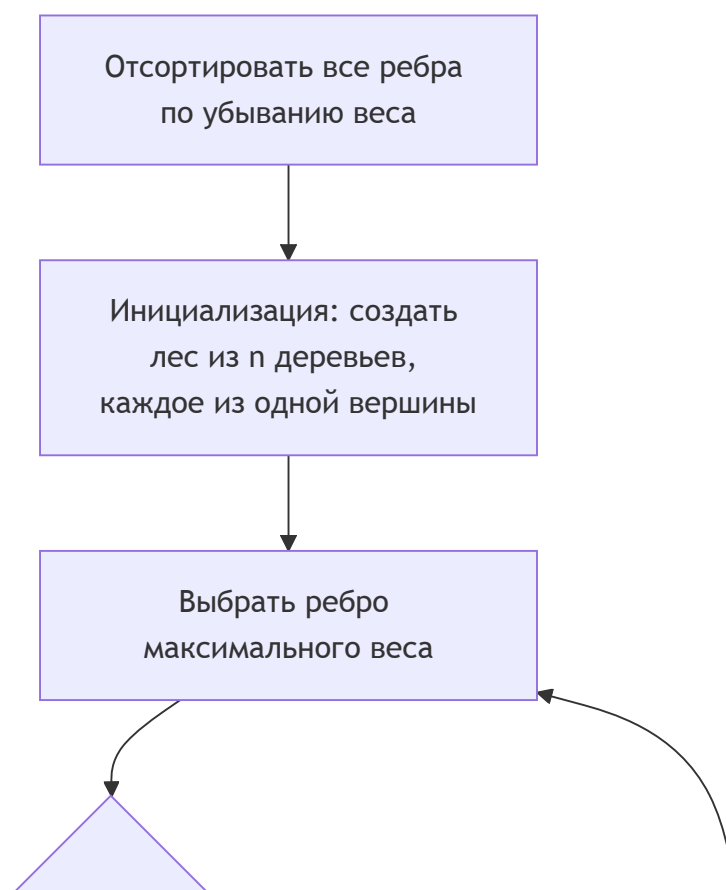 Отсортировать все ребра
по убыванию веса
Инициализация: создать
лес из n деревьев,
каждое из одной вершины
Выбрать ребро
максимального веса